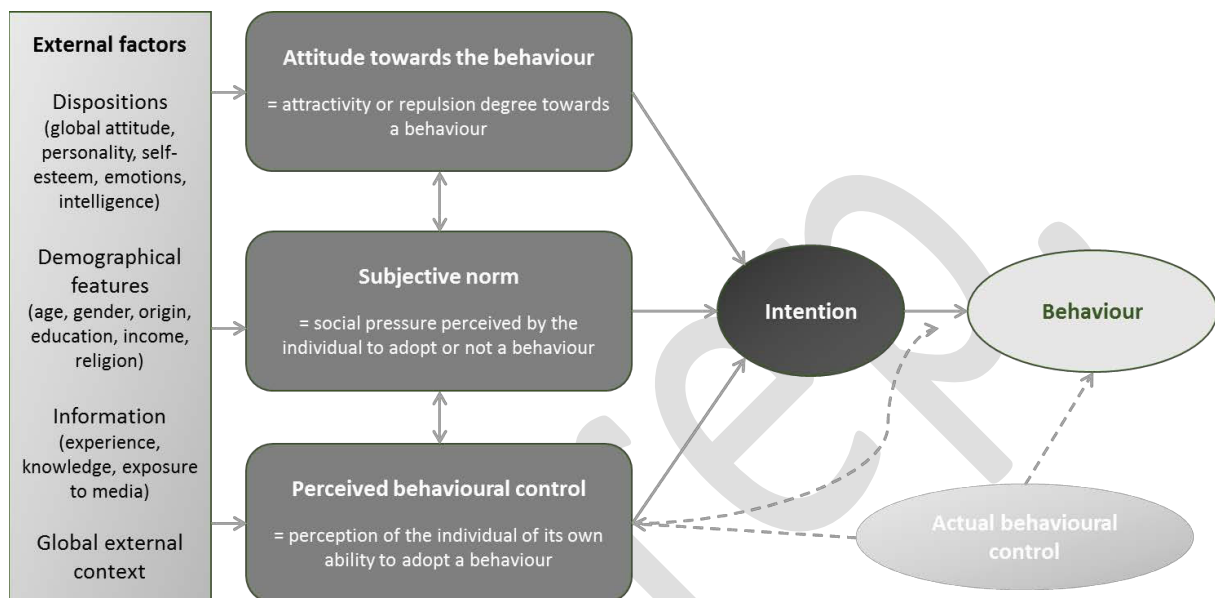 External factors
Dispositions
(global attitude,
personality, self-
esteem, emotions,
intelligence)
Demographical
features
(age, gender, origin,
education, income,
religion)
Information
(experience,
knowledge, exposure
to media)
Global external
context
Attitude towards the behaviour
= attractivity or repulsion degree towards
a behaviour
Subjective norm
= social pressure perceived by the
individual to adopt or not a behaviour
Perceived behavioural control
= perception of the individual of its own
ability to adopt a behaviour
Intention
Behaviour
Actual behavioural
control